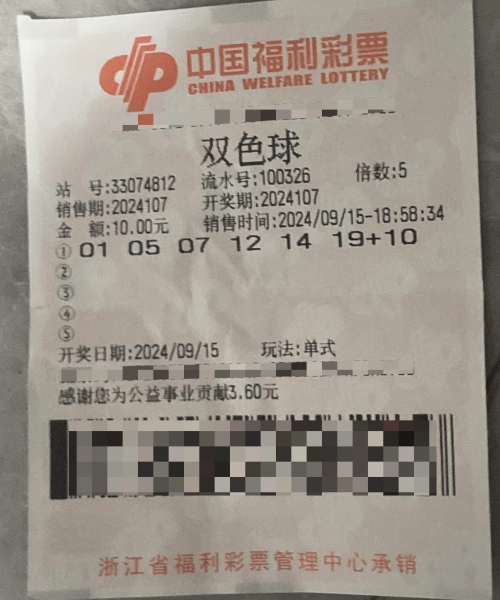 中国福利彩票
CHINA WELFARE LOTTERY
双色球
站 号:33074812 流水号:100326 倍数:5
销售期:2024107 开奖期:2024107
金 额:10.00元 销售时间:2024/09/15-18:58:34
① 01 05 07 12 14 19+10
②
③
④
⑤
开奖日期:2024/09/15 玩法:单式
感谢您为公益事业贡献3.60元
浙江省福利彩票管理中心承销